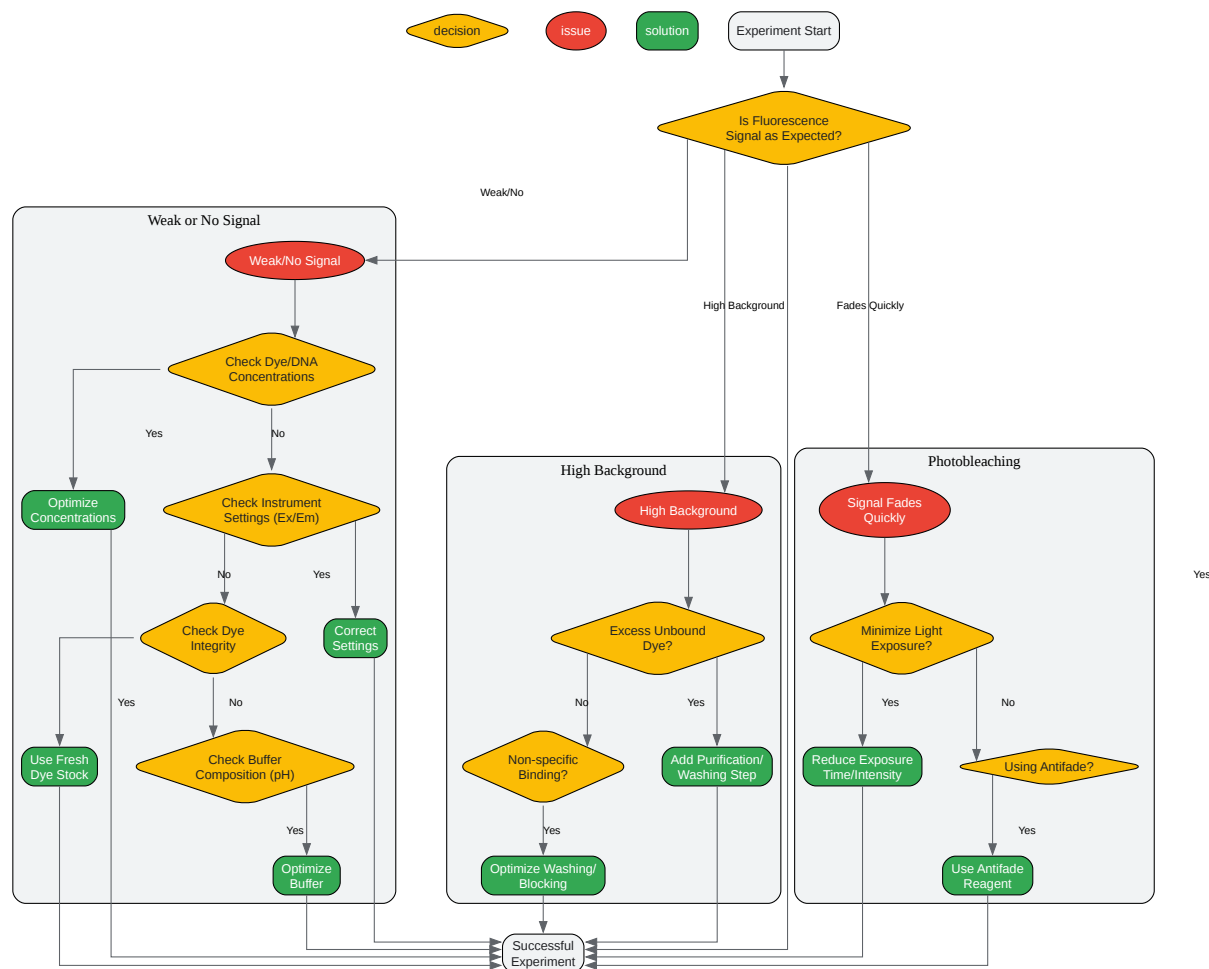 decision
issue
solution
Experiment Start
Is Fluorescence
Signal as Expected?
Weak/No
High Background
Fades Quickly
Yes
Weak or No Signal
Weak/No Signal
Check Dye/DNA
Concentrations
Yes
No
Optimize
Concentrations
Check Instrument
Settings (Ex/Em)
No
Yes
Check Dye
Integrity
Correct
Settings
Yes
No
Use Fresh
Dye Stock
Check Buffer
Composition (pH)
Yes
Optimize
Buffer
High Background
High Background
Excess Unbound
Dye?
No
Yes
Non-specific
Binding?
Add Purification/
Washing Step
Yes
Optimize Washing/
Blocking
Photobleaching
Signal Fades
Quickly
Minimize Light
Exposure?
Yes
No
Reduce Exposure
Time/Intensity
Using Antifade?
Yes
Use Antifade
Reagent
Successful
Experiment